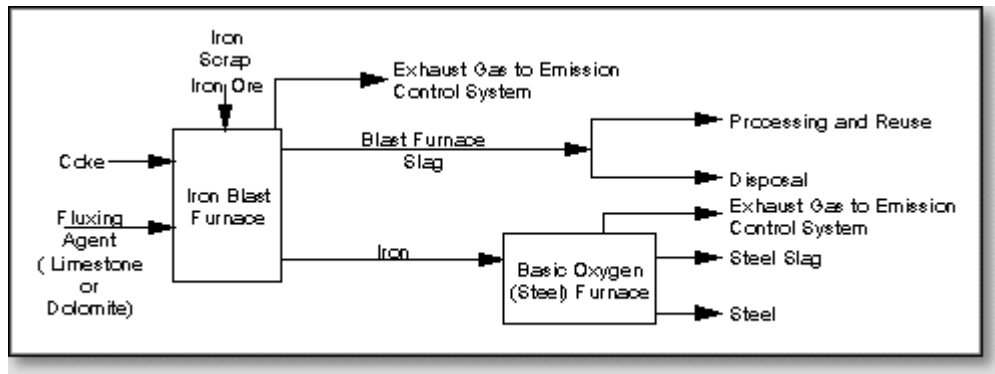 Iron
Scrap
Iron Ore
Exhaust Gas to Emission
Control System
Blast Furnace
Slag
Processing and Reuse
Disposal
Coke
Iron Blast
Furnace
Fluxing
Agent
( Limestone
or
Dolomite)
Iron
Basic Oxygen
(Steel) Furnace
Exhaust Gas to Emission
Control System
Steel Slag
Steel